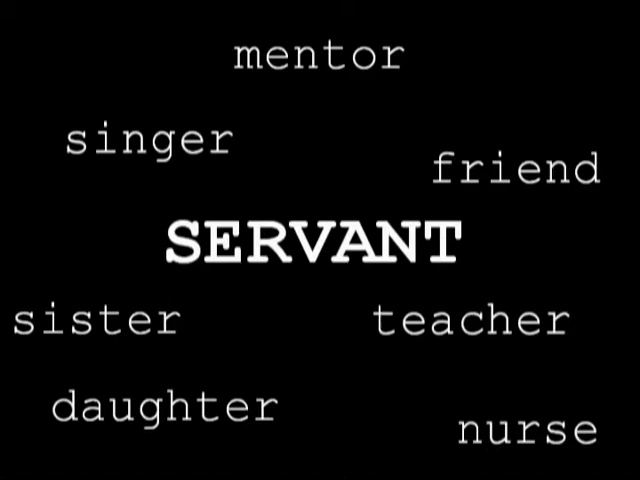 mentor
singer
friend
SERVANT
sister
teacher
daughter
nurse